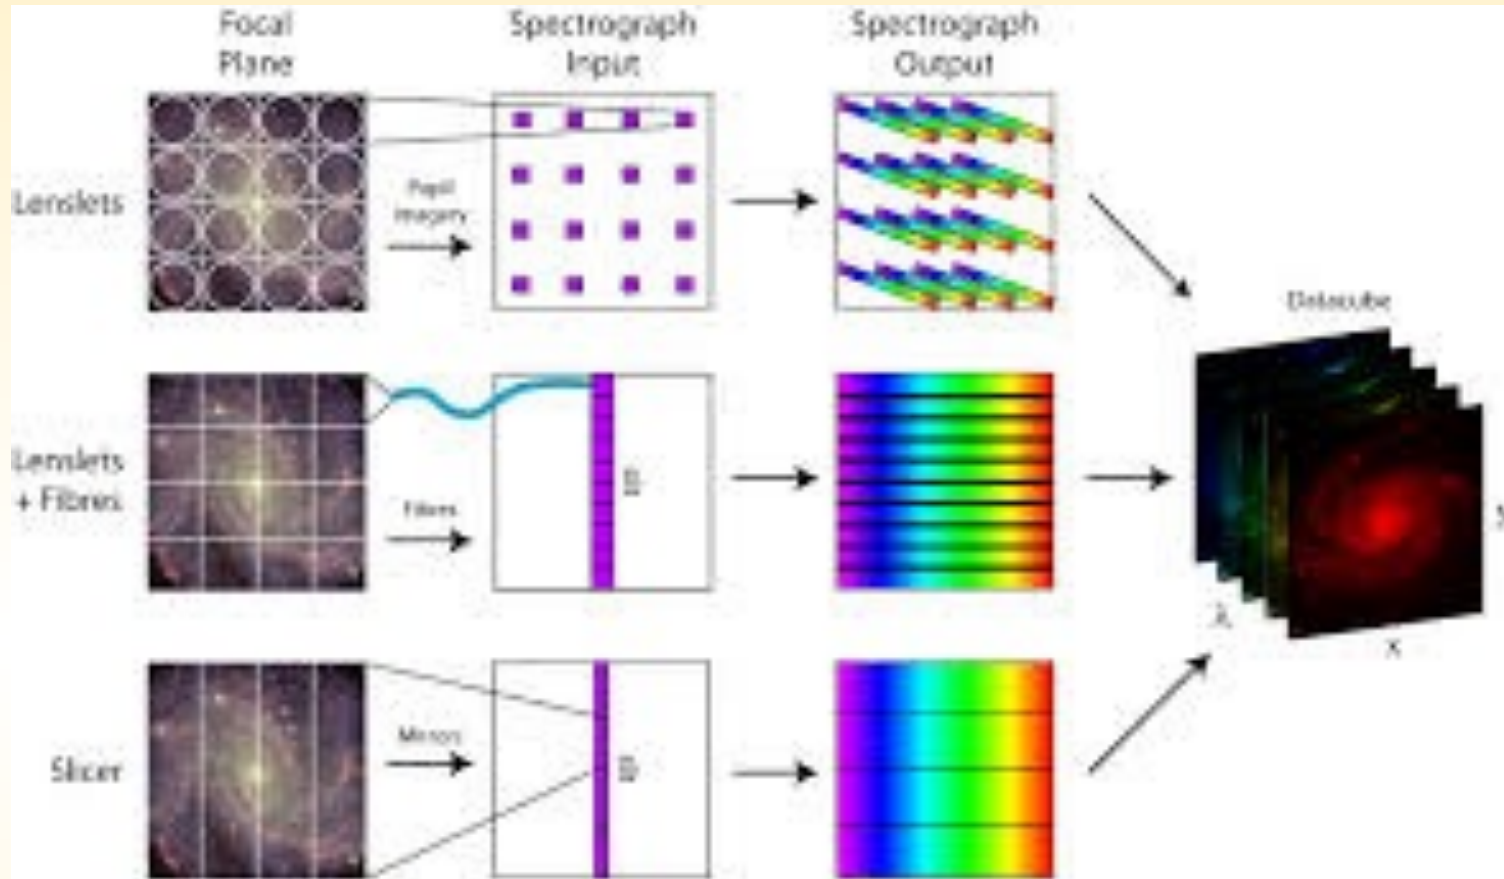 Focal
Plane
Spectrograph
Input
Spectrograph
Output
Lenslets
Pupil
imagery
Datacube
Lenslets
+ Fibres
Fibres
y
λ
x
Slicer
Mirrors